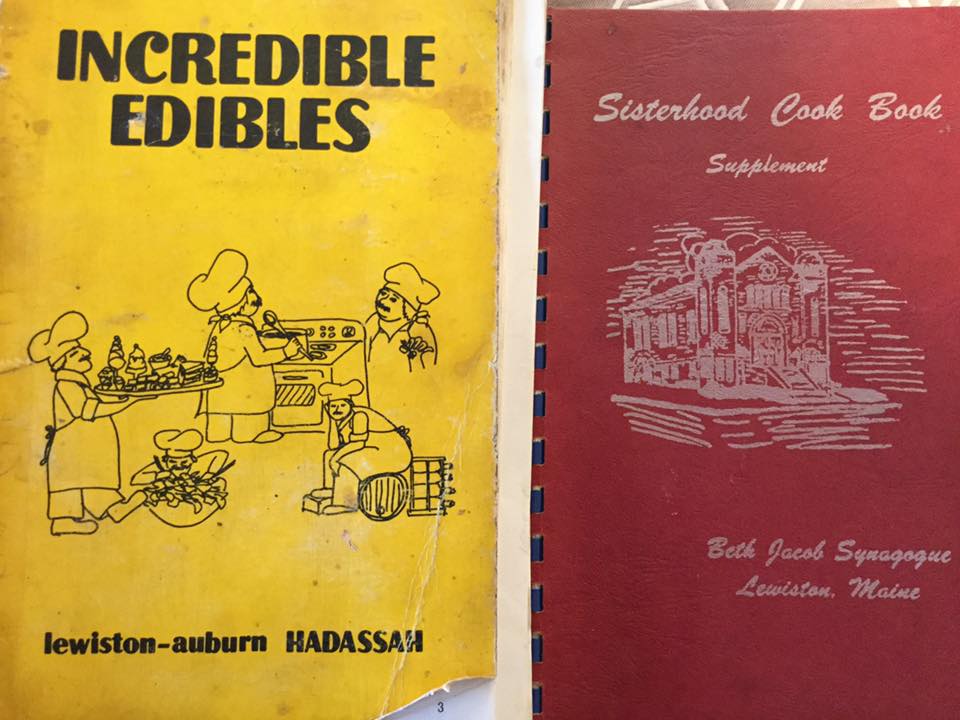 INCREDIBLE
EDIBLES
lewiston-auburn HADASSAH
3
Sisterhood Cook Book
Supplement
Beth Jacob Synagogue
Lewiston, Maine